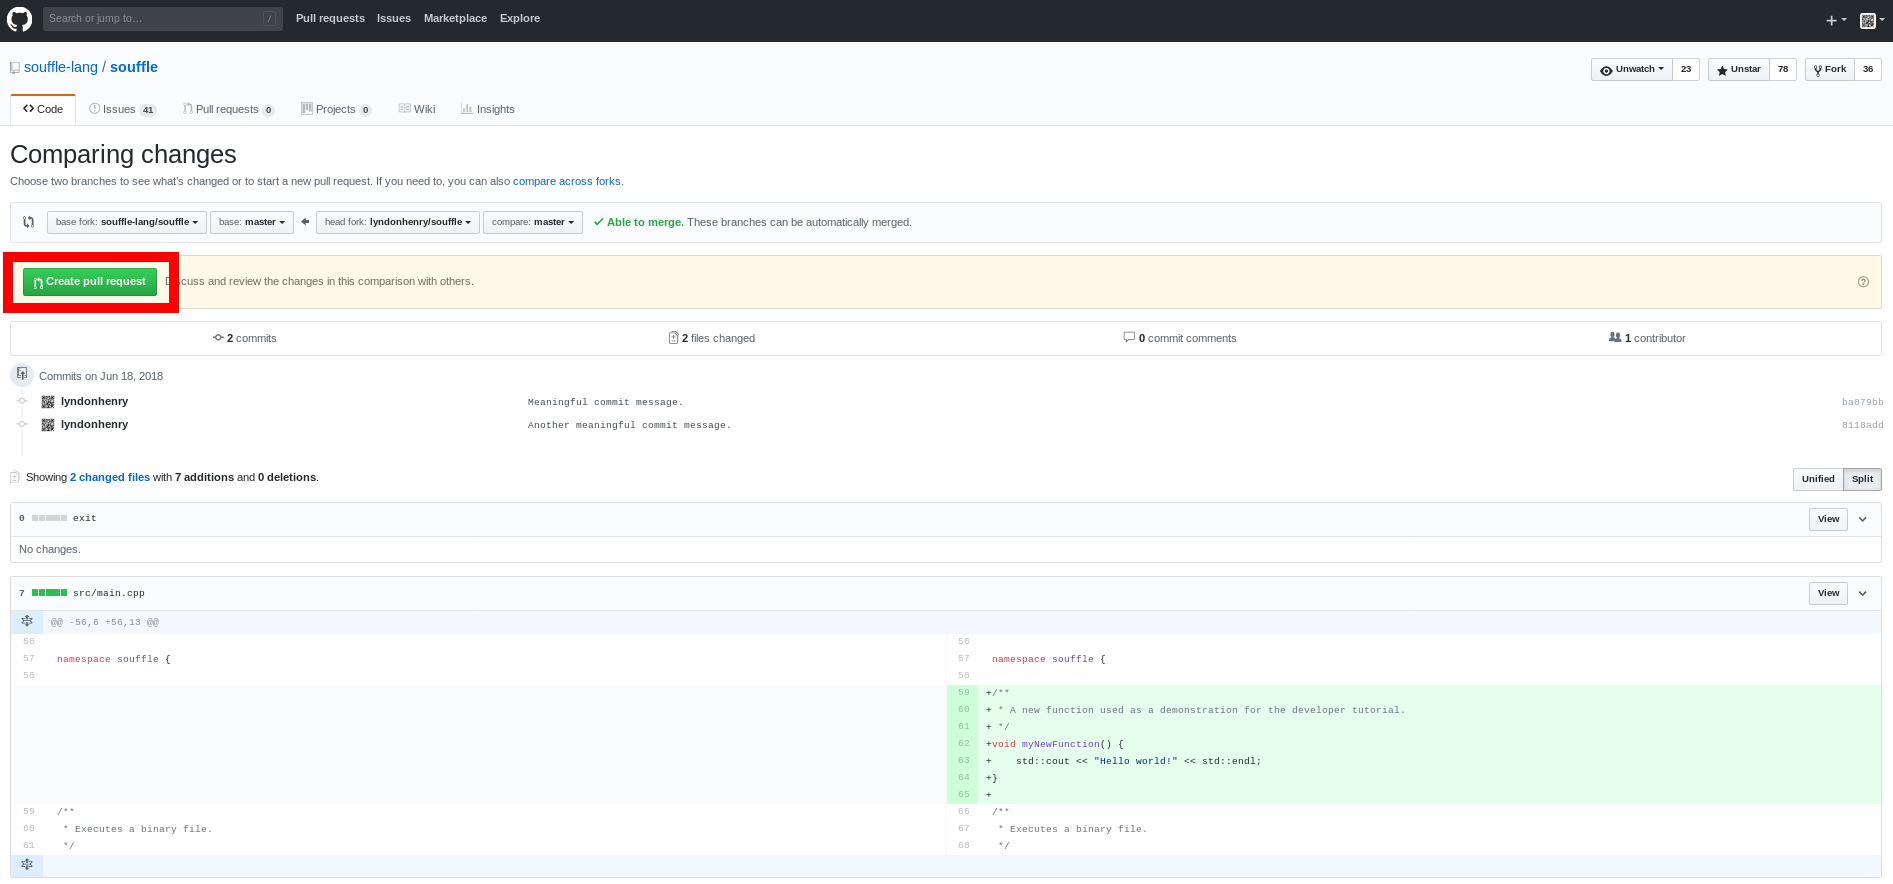 Search or jump to… /
Pull requests Issues Marketplace Explore
souffle-lang / souffle
Unwatch 23 Unstar 78 Fork 36
Code Issues 41 Pull requests 0 Projects 0 Wiki Insights
Comparing changes
Choose two branches to see what's changed or to start a new pull request. If you need to, you can also compare across forks.
base fork: souffle-lang/souffle base: master head fork: lyndonhenry/souffle compare: master Able to merge. These branches can be automatically merged.
Create pull request scuss and review the changes in this comparison with others.
2 commits 2 files changed 0 commit comments 1 contributor
Commits on Jun 18, 2018
lyndonhenry Meaningful commit message. ba079bb
lyndonhenry Another meaningful commit message. 8118add
Showing 2 changed files with 7 additions and 0 deletions.
Unified Split
0 exit View
No changes.
7 src/main.cpp View
@@ -56,6 +56,13 @@
56 56
57 namespace souffle { 57 namespace souffle {
58 58
59 +/**
60 + * A new function used as a demonstration for the developer tutorial.
61 + */
62 +void myNewFunction() {
63 + std::cout << "Hello world!" << std::endl;
64 +}
65 +
59 /** 66 /**
60 * Executes a binary file. 67 * Executes a binary file.
61 */ 68 */